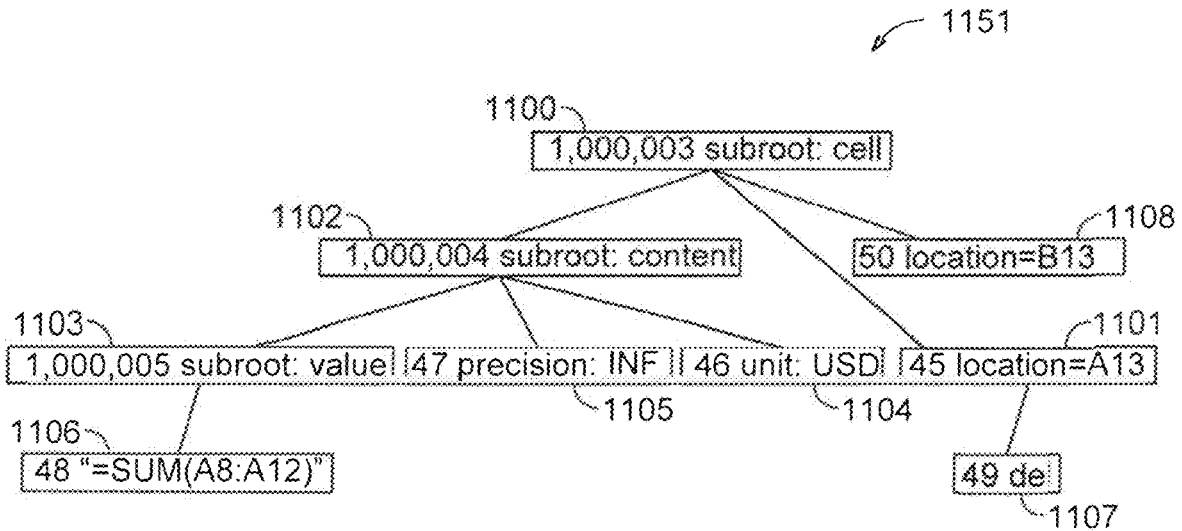 1151
1100
1,000,003 subroot: cell
1102
1108
1,000,004 subroot: content
50 location=B13
1103
1101
1,000,005 subroot: value
47 precision: INF
46 unit: USD
45 location=A13
1105
1104
1106
48 "=SUM(A8:A12)"
49 de
1107